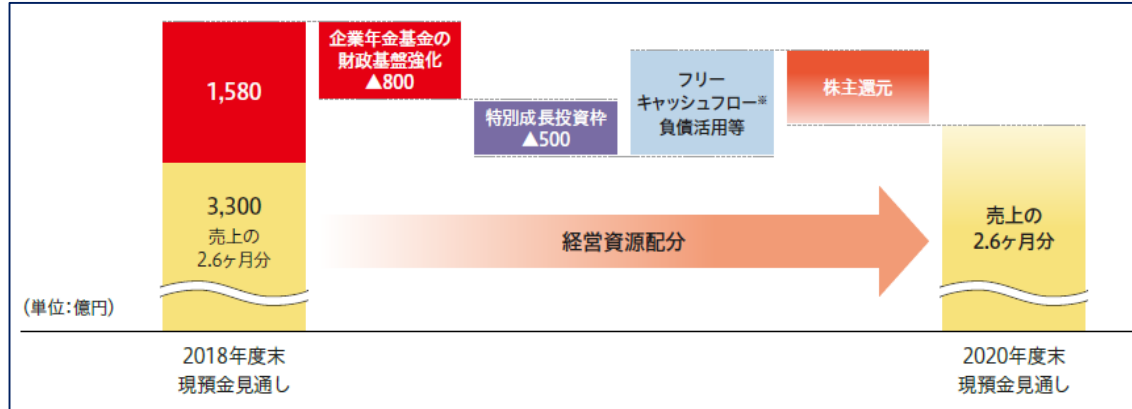 1,580
3,300
売上の
2.6ヶ月分
(単位:億円)
2018年度末
現預金見通し
企業年金基金の
財政基盤強化
▲800
特別成長投資枠
▲500
フリー
キャッシュフロー※
負債活用等
株主還元
経営資源配分
売上の
2.6ヶ月分
2020年度末
現預金見通し